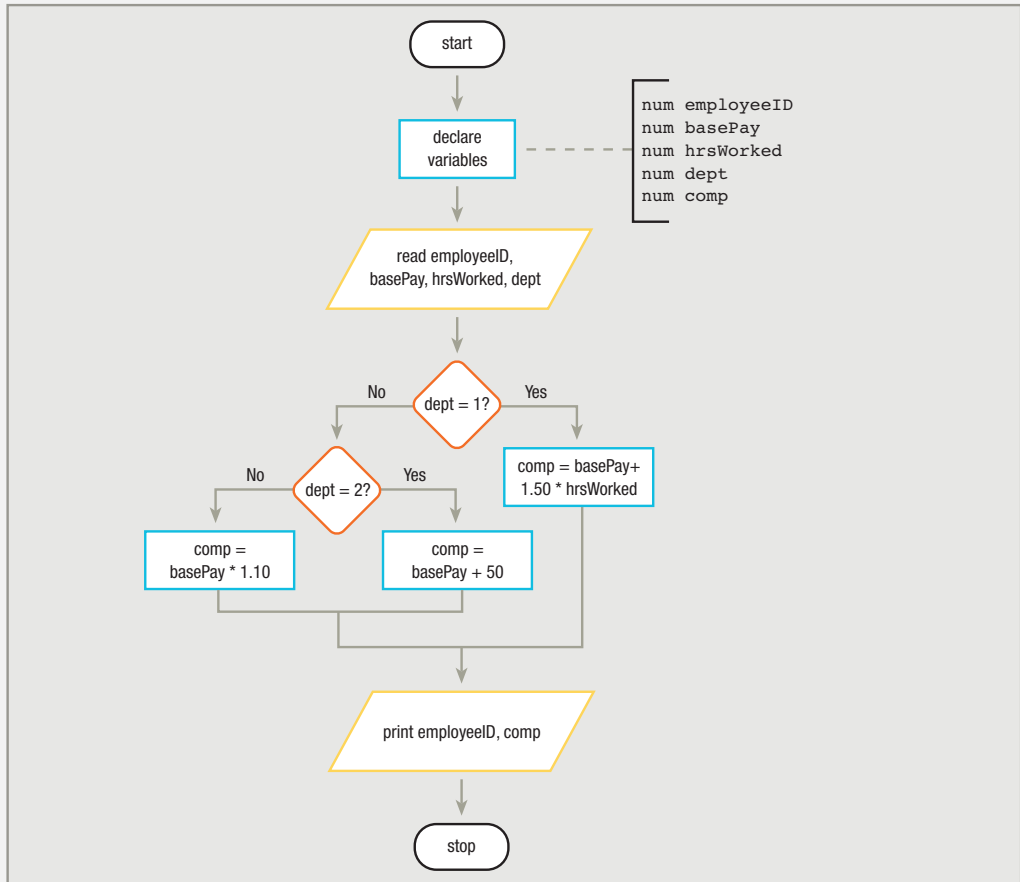 start
declare
variables
num employeeID
num basePay
num hrsWorked
num dept
num comp
read employeeID,
basePay, hrsWorked, dept
No
dept = 1?
Yes
comp = basePay+
1.50 * hrsWorked
No
dept = 2?
Yes
comp =
basePay * 1.10
comp =
basePay + 50
print employeeID, comp
stop